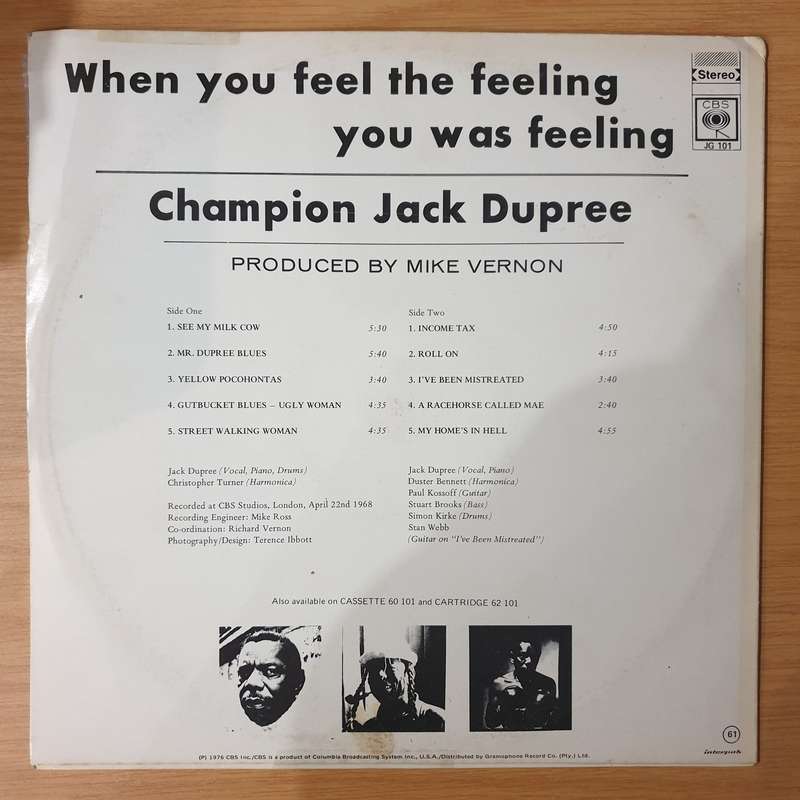 When you feel the feeling
you was feeling
Stereo
CBS
JG 101
Champion Jack Dupree
PRODUCED BY MIKE VERNON
Side One
1. SEE MY MILK COW 5:30
2. MR. DUPREE BLUES 5:40
3. YELLOW POCOHONTAS 3:40
4. GUTBUCKET BLUES – UGLY WOMAN 4:35
5. STREET WALKING WOMAN 4:35
Side Two
1. INCOME TAX 4:50
2. ROLL ON 4:15
3. I'VE BEEN MISTREATED 3:40
4. A RACEHORSE CALLED MAE 2:40
5. MY HOME'S IN HELL 4:55
Jack Dupree (Vocal, Piano, Drums)
Christopher Turner (Harmonica)
Recorded at CBS Studios, London, April 22nd 1968
Recording Engineer: Mike Ross
Co-ordination: Richard Vernon
Photography/Design: Terence Ibbott
Jack Dupree (Vocal, Piano)
Duster Bennett (Harmonica)
Paul Kossoff (Guitar)
Stuart Brooks (Bass)
Simon Kirke (Drums)
Stan Webb
(Guitar on "I've Been Mistreated")
Also available on CASSETTE 60 101 and CARTRIDGE 62 101
61
interpak
(P) 1976 CBS Inc./CBS is a product of Columbia Broadcasting System Inc., U.S.A./Distributed by Gramophone Record Co. (Pty.) Ltd.